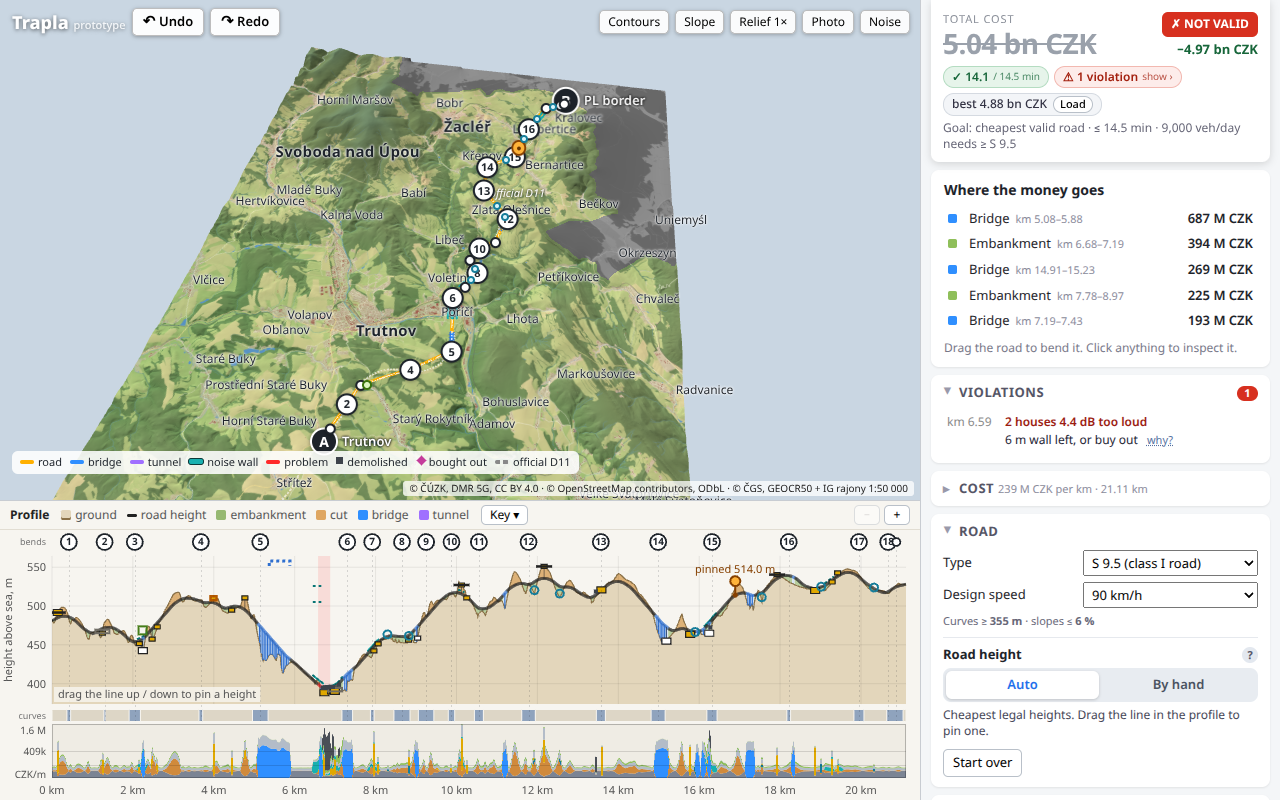 Trapla prototype
↶ Undo
↷ Redo
Contours
Slope
Relief 1×
Photo
Noise
Horní Maršov
Bobr
PL border
Královec
Žacléř
16
Svoboda nad Úpou
15
Bernartice
14
Mladé Buky
Babí
13
official D11
Hertvíkovice
Bečkov
Kalná Voda
Zlatá Olešnice
Uniemyśl
Libeč
10
Okrzeszyn
Vlčice
Voletiny
8
Petříkovice
6
Chvaleč
Volanov
Poříčí
Lhota
Oblanov
Trutnov
5
Staré Buky
4
Markoušovice
Prostřední Staré Buky
Radvanice
2
Bohuslavice
Horní Staré Buky
Starý Rokytník
Adamov
A
Trutnov
road
bridge
tunnel
noise wall
problem
demolished
bought out
official D11
Střítež
© ČÚZK, DMR 5G, CC BY 4.0 · © OpenStreetMap contributors, ODbL · © ČGS, GEOCR50 + IG rajony 1:50 000
Profile
ground
road height
embankment
cut
bridge
tunnel
Key ▾
−
+
bends
1
2
3
4
5
6
7
8
9
10
11
12
13
14
15
16
17
18
height above sea, m
550
500
450
400
pinned 514.0 m
drag the line up / down to pin a height
curves
1.6 M
409k
CZK/m
0 km
2 km
4 km
6 km
8 km
10 km
12 km
14 km
16 km
18 km
20 km
TOTAL COST
✗ NOT VALID
5.04 bn CZK
−4.97 bn CZK
✓ 14.1 / 14.5 min
⚠ 1 violation show ›
best 4.88 bn CZK
Load
Goal: cheapest valid road · ≤ 14.5 min · 9,000 veh/day
needs ≥ S 9.5
Where the money goes
Bridge km 5.08–5.88 687 M CZK
Embankment km 6.68–7.19 394 M CZK
Bridge km 14.91–15.23 269 M CZK
Embankment km 7.78–8.97 225 M CZK
Bridge km 7.19–7.43 193 M CZK
Drag the road to bend it. Click anything to inspect it.
▼ VIOLATIONS 1
km 6.59 2 houses 4.4 dB too loud
6 m wall left, or buy out why?
▶ COST 239 M CZK per km · 21.11 km
▼ ROAD
Type S 9.5 (class I road)
Design speed 90 km/h
Curves ≥ 355 m · slopes ≤ 6 %
Road height ?
Auto
By hand
Cheapest legal heights. Drag the line in the profile to
pin one.
Start over